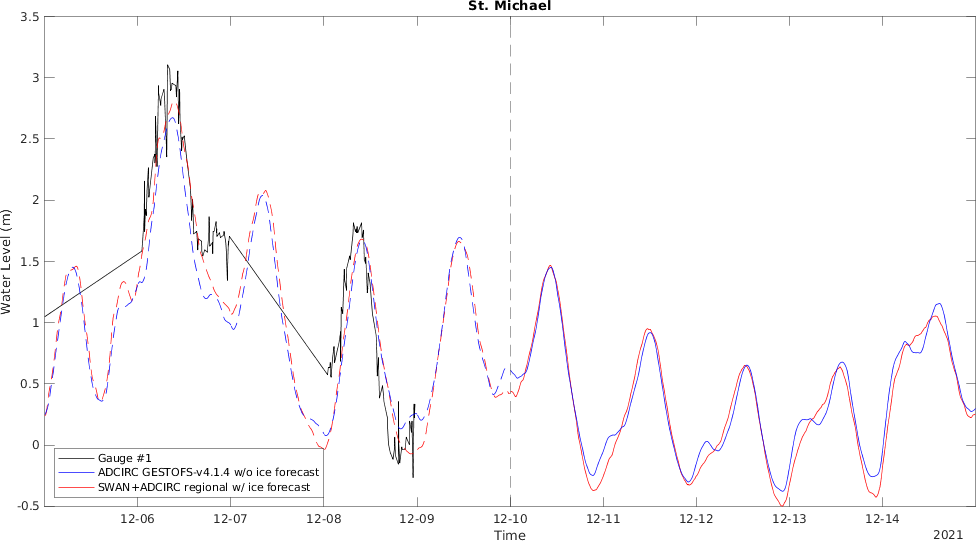 St. Michael
3.5
3
2.5
2
1.5
1
0.5
0
-0.5
Water Level (m)
Gauge #1
ADCIRC GESTOFS-v4.1.4 w/o ice forecast
SWAN+ADCIRC regional w/ ice forecast
12-06 12-07 12-08 12-09 12-10 12-11 12-12 12-13 12-14
Time
2021